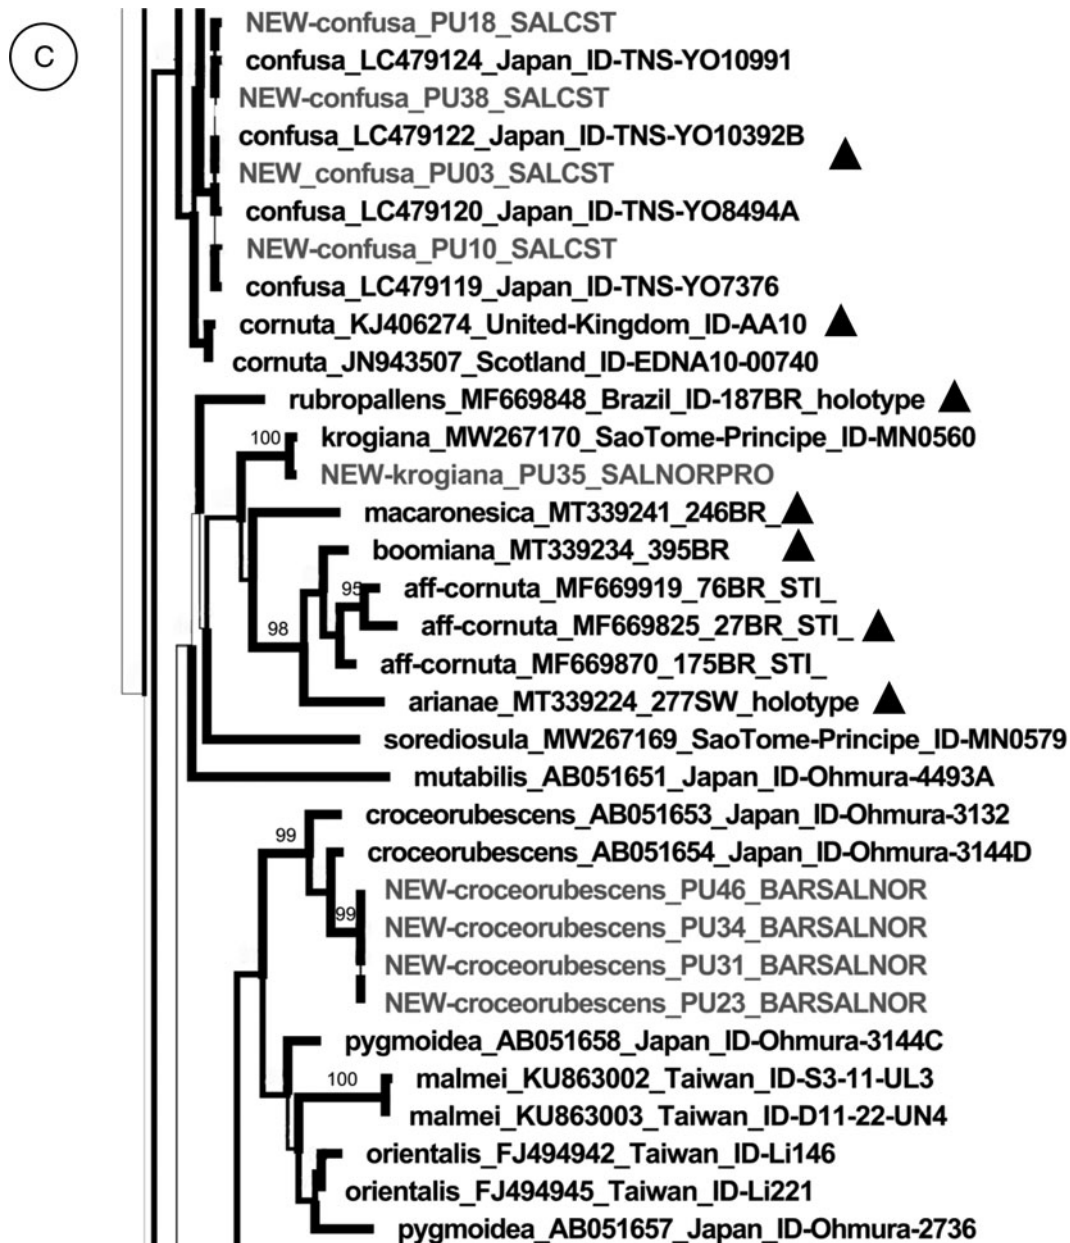 C
NEW-confusa_PU18_SALCST
confusa_LC479124_Japan_ID-TNS-YO10991
NEW-confusa_PU38_SALCST
confusa_LC479122_Japan_ID-TNS-YO10392B
NEW_confusa_PU03_SALCST
confusa_LC479120_Japan_ID-TNS-YO8494A
NEW-confusa_PU10_SALCST
confusa_LC479119_Japan_ID-TNS-YO7376
cornuta_KJ406274_United-Kingdom_ID-AA10
cornuta_JN943507_Scotland_ID-EDNA10-00740
rubropallens_MF669848_Brazil_ID-187BR_holotype
100 krogiana_MW267170_SaoTome-Principe_ID-MN0560
NEW-krogiana_PU35_SALNORPRO
macaronesica_MT339241_246BR_
boomiana_MT339234_395BR
95 aff-cornuta_MF669919_76BR_STI_
98 aff-cornuta_MF669825_27BR_STI_
aff-cornuta_MF669870_175BR_STI_
arianae_MT339224_277SW_holotype
sorediosula_MW267169_SaoTome-Principe_ID-MN0579
mutabilis_AB051651_Japan_ID-Ohmura-4493A
croceorubescens_AB051653_Japan_ID-Ohmura-3132
99 croceorubescens_AB051654_Japan_ID-Ohmura-3144D
NEW-croceorubescens_PU46_BARSALNOR
99 NEW-croceorubescens_PU34_BARSALNOR
NEW-croceorubescens_PU31_BARSALNOR
NEW-croceorubescens_PU23_BARSALNOR
pygmoidea_AB051658_Japan_ID-Ohmura-3144C
100 malmei_KU863002_Taiwan_ID-S3-11-UL3
malmei_KU863003_Taiwan_ID-D11-22-UN4
orientalis_FJ494942_Taiwan_ID-Li146
orientalis_FJ494945_Taiwan_ID-Li221
pygmoidea_AB051657_Japan_ID-Ohmura-2736